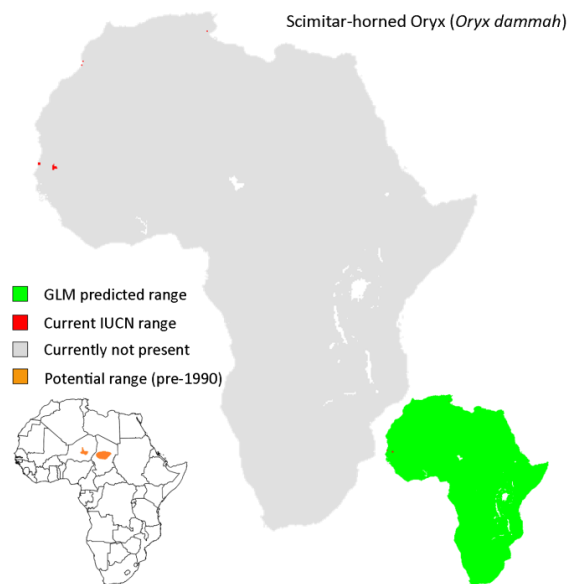 Scimitar-horned Oryx (Oryx dammah)
GLM predicted range
Current IUCN range
Currently not present
Potential range (pre-1990)